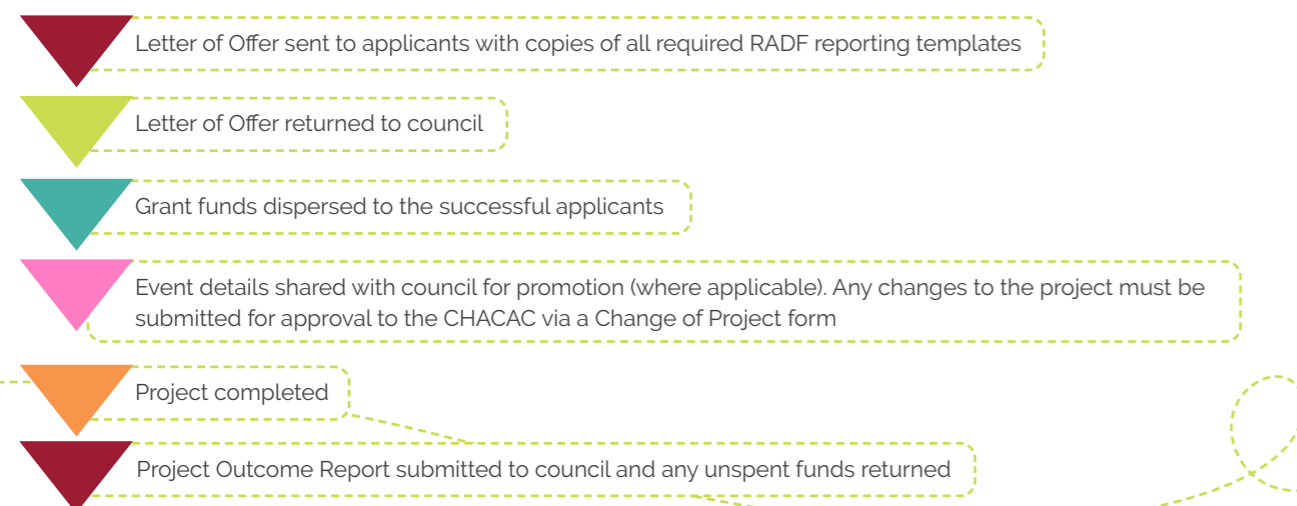 Letter of Offer sent to applicants with copies of all required RADF reporting templates
Letter of Offer returned to council
Grant funds dispersed to the successful applicants
Event details shared with council for promotion (where applicable). Any changes to the project must be
submitted for approval to the CHACAC via a Change of Project form
Project completed
Project Outcome Report submitted to council and any unspent funds returned